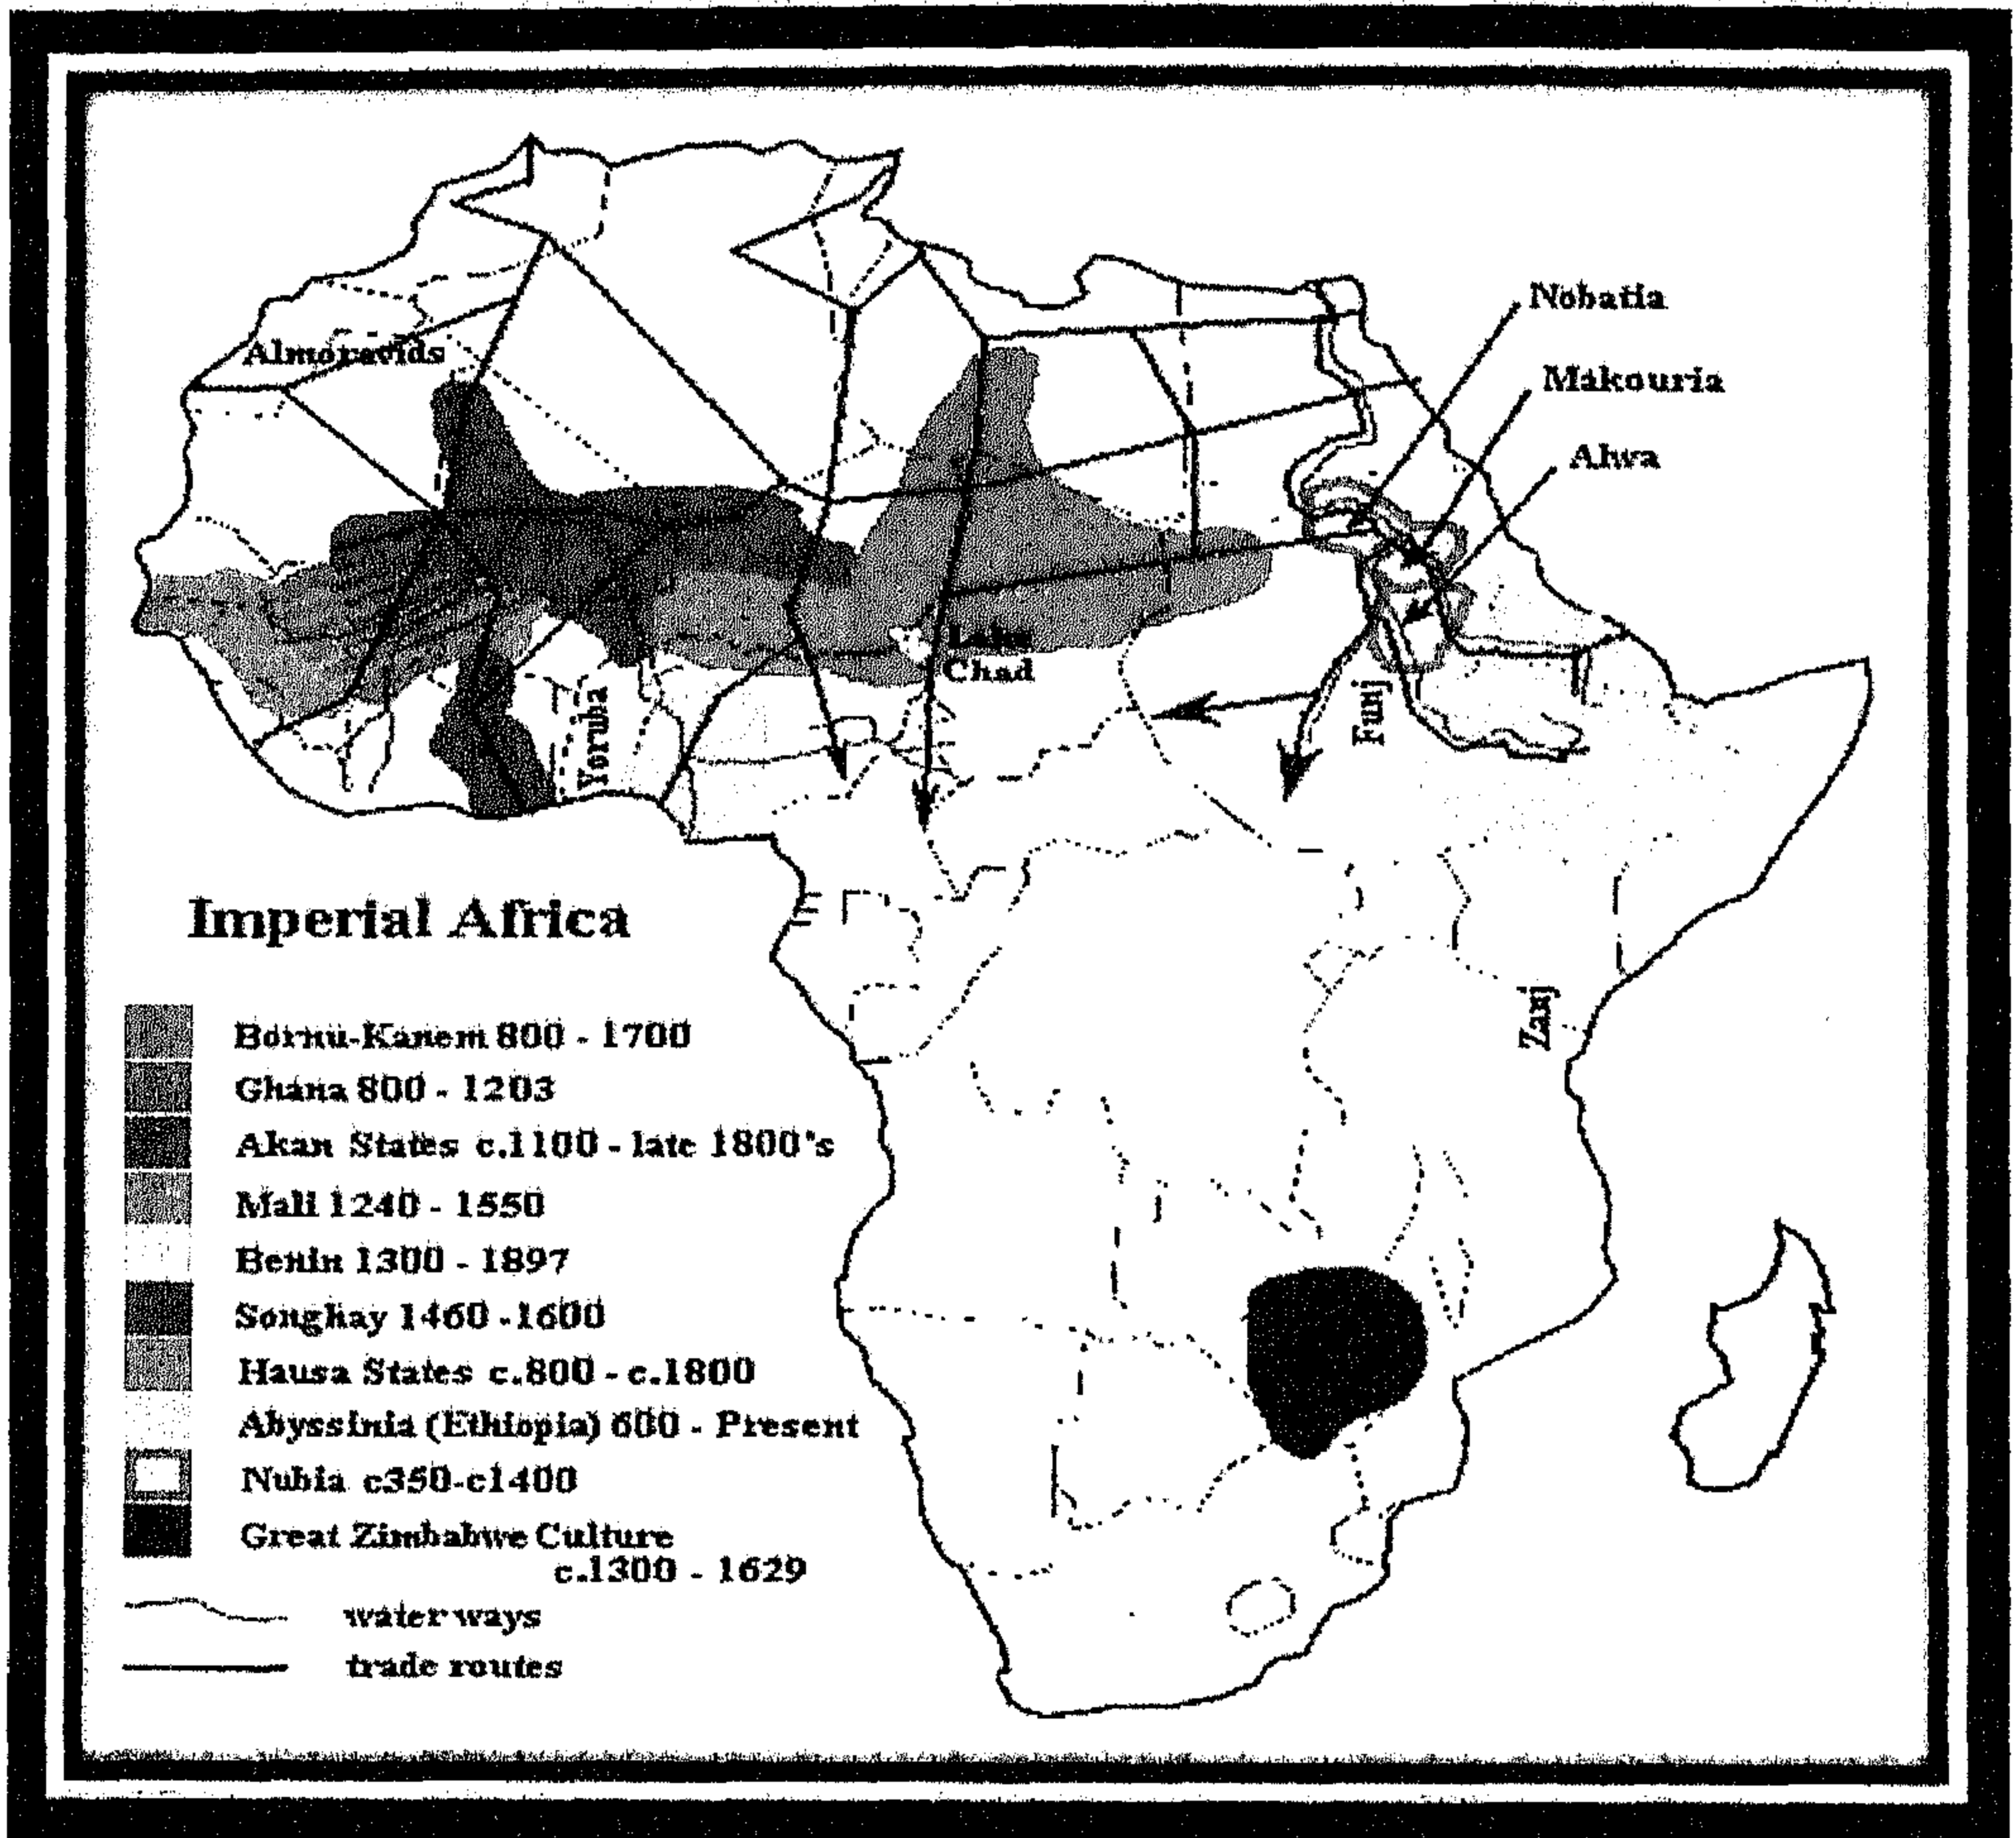 Nobatia
Makouria
Alwa
Almoravids
Lake
Chad
Yoruba
Funj
Zanj
Imperial Africa
Bornu-Kanem 800 - 1700
Ghana 800 - 1203
Akan States c.1100 - late 1800's
Mali 1240 - 1550
Benin 1300 - 1897
Songhay 1460 -1600
Hausa States c.800 - c.1800
Abyssinia (Ethiopia) 600 - Present
Nubia c350-c1400
Great Zimbabwe Culture
c.1300 - 1629
water ways
trade routes